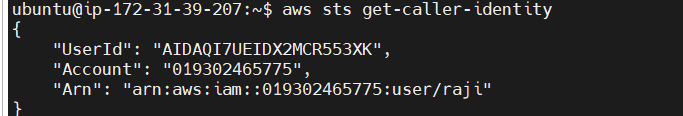 ubuntu@ip-172-31-39-207:~$ aws sts get-caller-identity
{
    "UserId": "AIDAQI7UEIDX2MCR553XK",
    "Account": "019302465775",
    "Arn": "arn:aws:iam::019302465775:user/raji"
}